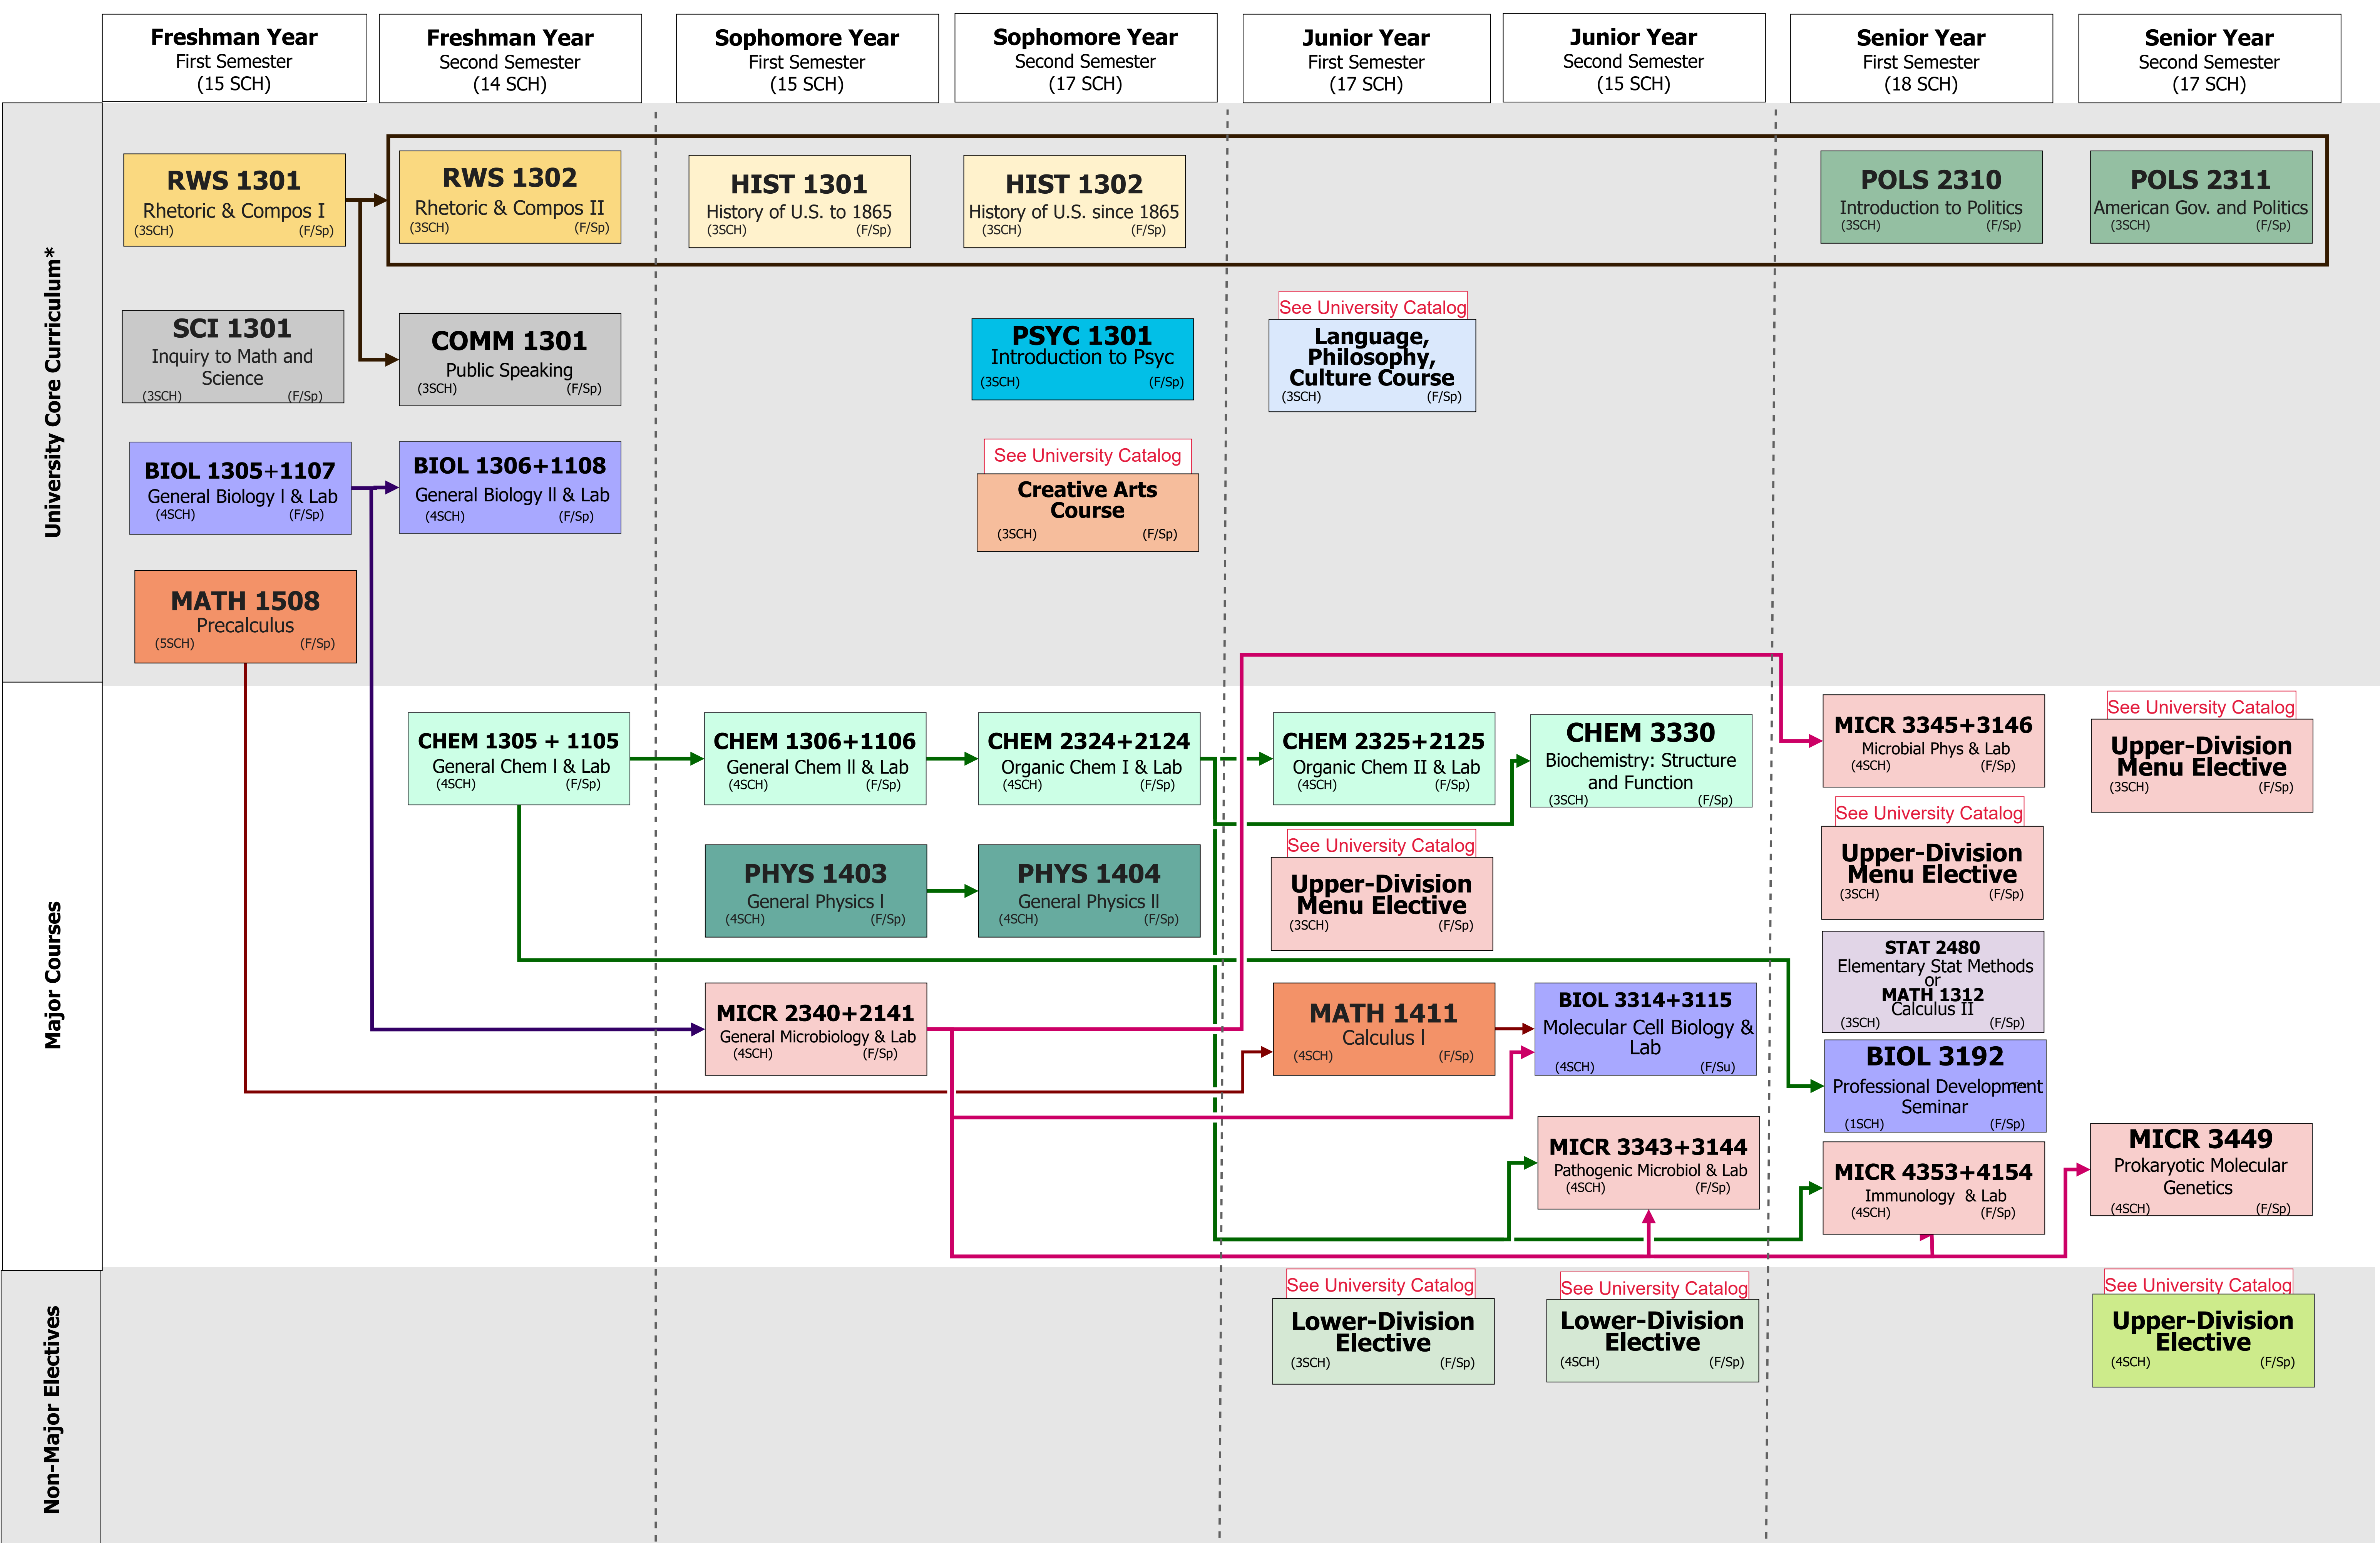 Freshman Year
First Semester
(15 SCH)
Freshman Year
Second Semester
(14 SCH)
Sophomore Year
First Semester
(15 SCH)
Sophomore Year
Second Semester
(17 SCH)
Junior Year
First Semester
(17 SCH)
Junior Year
Second Semester
(15 SCH)
Senior Year
First Semester
(18 SCH)
Senior Year
Second Semester
(17 SCH)
University Core Curriculum*
RWS 1301
Rhetoric & Compos I
(3SCH) (F/Sp)
RWS 1302
Rhetoric & Compos II
(3SCH) (F/Sp)
HIST 1301
History of U.S. to 1865
(3SCH) (F/Sp)
HIST 1302
History of U.S. since 1865
(3SCH) (F/Sp)
POLS 2310
Introduction to Politics
(3SCH) (F/Sp)
POLS 2311
American Gov. and Politics
(3SCH) (F/Sp)
SCI 1301
Inquiry to Math and
Science
(3SCH) (F/Sp)
COMM 1301
Public Speaking
(3SCH) (F/Sp)
PSYC 1301
Introduction to Psyc
(3SCH) (F/Sp)
See University Catalog
Language,
Philosophy,
Culture Course
(3SCH) (F/Sp)
BIOL 1305+1107
General Biology l & Lab
(4SCH) (F/Sp)
BIOL 1306+1108
General Biology ll & Lab
(4SCH) (F/Sp)
See University Catalog
Creative Arts
Course
(3SCH) (F/Sp)
MATH 1508
Precalculus
(5SCH) (F/Sp)
Major Courses
CHEM 1305 + 1105
General Chem l & Lab
(4SCH) (F/Sp)
CHEM 1306+1106
General Chem ll & Lab
(4SCH) (F/Sp)
CHEM 2324+2124
Organic Chem I & Lab
(4SCH) (F/Sp)
CHEM 2325+2125
Organic Chem II & Lab
(4SCH) (F/Sp)
CHEM 3330
Biochemistry: Structure
and Function
(3SCH) (F/Sp)
MICR 3345+3146
Microbial Phys & Lab
(4SCH) (F/Sp)
See University Catalog
Upper-Division
Menu Elective
(3SCH) (F/Sp)
PHYS 1403
General Physics l
(4SCH) (F/Sp)
PHYS 1404
General Physics ll
(4SCH) (F/Sp)
See University Catalog
Upper-Division
Menu Elective
(3SCH) (F/Sp)
See University Catalog
Upper-Division
Menu Elective
(3SCH) (F/Sp)
MICR 2340+2141
General Microbiology & Lab
(4SCH) (F/Sp)
MATH 1411
Calculus l
(4SCH) (F/Sp)
BIOL 3314+3115
Molecular Cell Biology &
Lab
(4SCH) (F/Su)
STAT 2480
Elementary Stat Methods
or
MATH 1312
Calculus II
(3SCH) (F/Sp)
BIOL 3192
Professional Development
Seminar
(1SCH) (F/Sp)
MICR 3343+3144
Pathogenic Microbiol & Lab
(4SCH) (F/Sp)
MICR 4353+4154
Immunology & Lab
(4SCH) (F/Sp)
MICR 3449
Prokaryotic Molecular
Genetics
(4SCH) (F/Sp)
Non-Major Electives
See University Catalog
Lower-Division
Elective
(3SCH) (F/Sp)
See University Catalog
Lower-Division
Elective
(4SCH) (F/Sp)
See University Catalog
Upper-Division
Elective
(4SCH) (F/Sp)